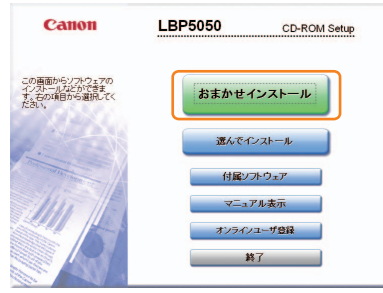 Canon
LBP5050
CD-ROM Setup
この画面からソフトウェアの
インストールなどができま
す。右の項目から選択してく
ださい。
おまかせインストール
選んでインストール
付属ソフトウェア
マニュアル表示
オンラインユーザ登録
終了